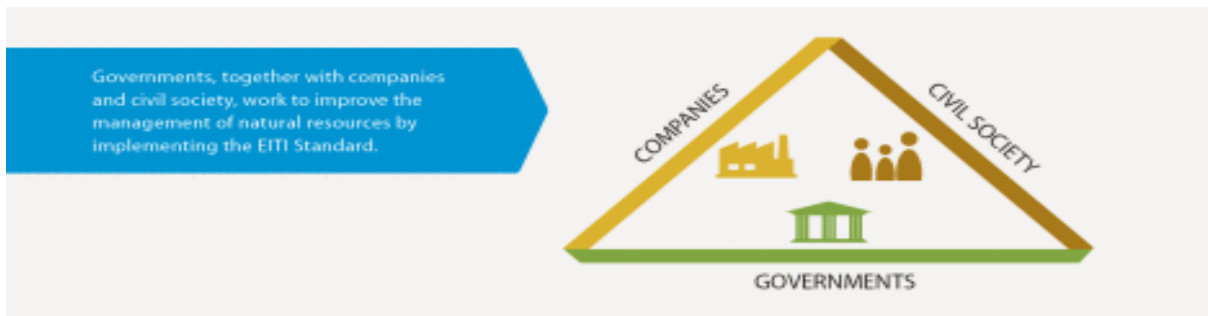 Governments, together with companies
and civil society, work to improve the
management of natural resources by
implementing the EITI Standard.
COMPANIES
CIVIL SOCIETY
GOVERNMENTS